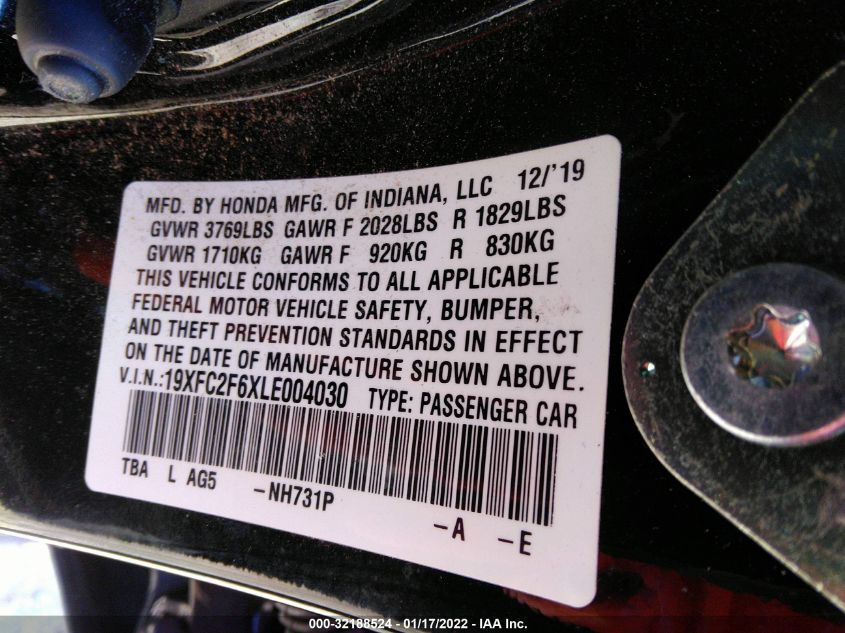 MFD. BY HONDA MFG. OF INDIANA, LLC 12/'19
GVWR 3769LBS GAWR F 2028LBS R 1829LBS
GVWR 1710KG GAWR F 920KG R 830KG
THIS VEHICLE CONFORMS TO ALL APPLICABLE
FEDERAL MOTOR VEHICLE SAFETY, BUMPER,
AND THEFT PREVENTION STANDARDS IN EFFECT
ON THE DATE OF MANUFACTURE SHOWN ABOVE.
V.I.N.:19XFC2F6XLE004030 TYPE: PASSENGER CAR
TBA L AG5 -NH731P -A -E
000-32188524 - 01/17/2022 - IAA Inc.